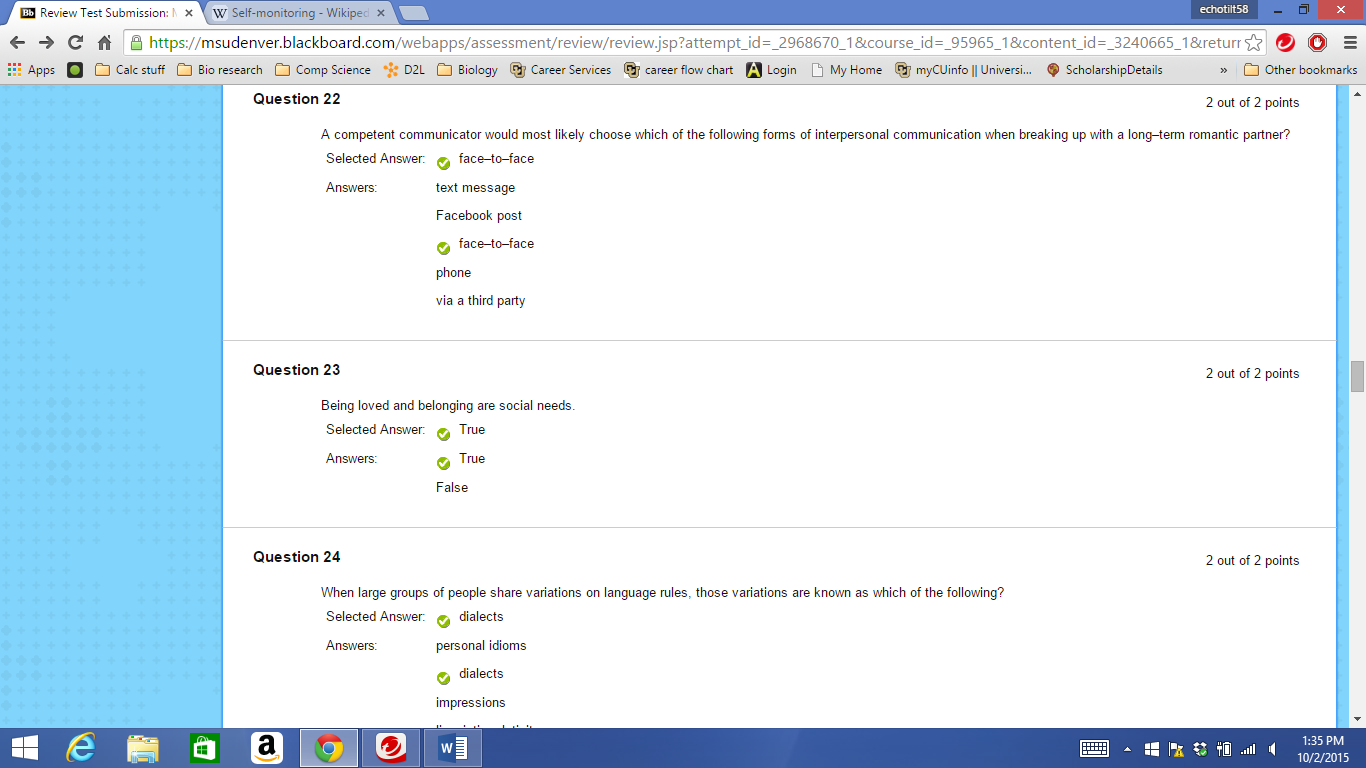 Review Test Submission: M
Self-monitoring - Wikiped
echotilt58
https://msudenver.blackboard.com/webapps/assessment/review/review.jsp?attempt_id=_2968670_1&course_id=_95965_1&content_id=_3240665_1&return
Apps Calc stuff Bio research Comp Science D2L Biology Career Services career flow chart Login My Home myCUinfo || Universi... ScholarshipDetails » Other bookmarks
Question 22
2 out of 2 points
A competent communicator would most likely choose which of the following forms of interpersonal communication when breaking up with a long–term romantic partner?
Selected Answer: face–to–face
Answers: text message
Facebook post
face–to–face
phone
via a third party
Question 23
2 out of 2 points
Being loved and belonging are social needs.
Selected Answer: True
Answers: True
False
Question 24
2 out of 2 points
When large groups of people share variations on language rules, those variations are known as which of the following?
Selected Answer: dialects
Answers: personal idioms
dialects
impressions
1:35 PM
10/2/2015